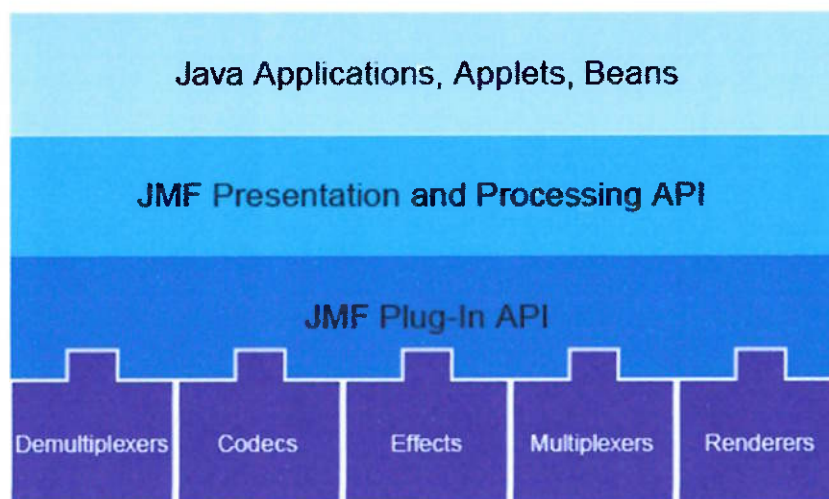 Java Applications, Applets, Beans
JMF Presentation and Processing API
JMF Plug-In API
Demultiplexers
Codecs
Effects
Multiplexers
Renderers